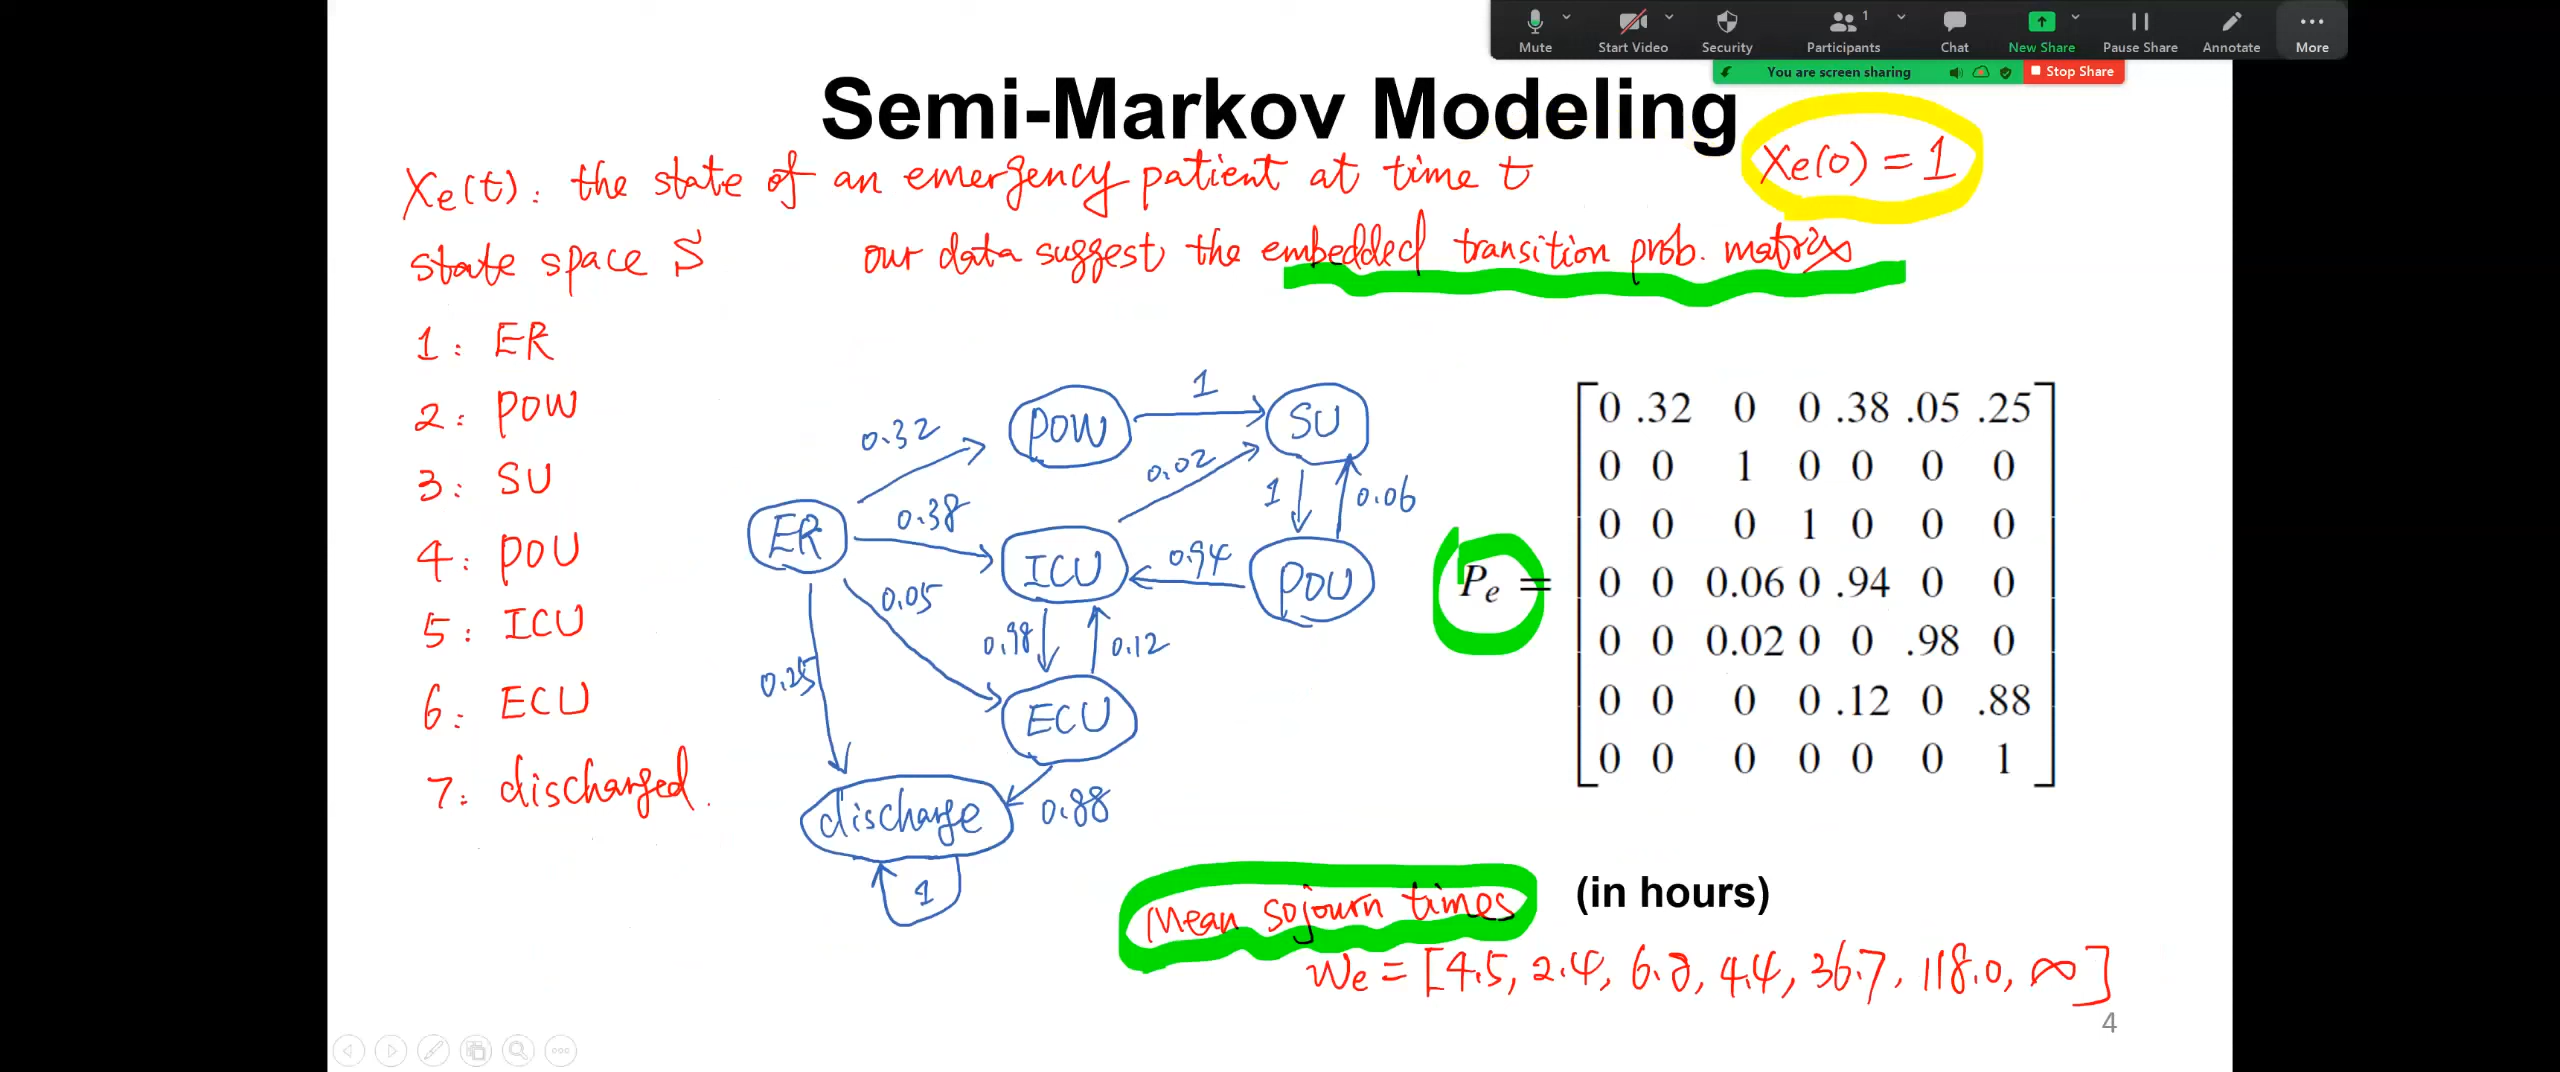 Mute Start Video Security Participants 1 Chat New Share Pause Share Annotate More
You are screen sharing Stop Share
Semi-Markov Modeling
Xe(0) = 1
Xe(t): the state of an emergency patient at time t
state space S our data suggest the embedded transition prob. matrix
1: ER
2: POW
3: SU
4: POU
5: ICU
6: ECU
7: discharged.
ER
0.32
POW
1
SU
0.38
0.02
1
0.06
ICU
0.94
POU
0.05
0.98
0.12
0.25
ECU
discharge
0.88
1
Pe =
0 .32 0 0 .38 .05 .25
0 0 1 0 0 0 0
0 0 0 1 0 0 0
0 0 0.06 0 .94 0 0
0 0 0.02 0 0 .98 0
0 0 0 0 .12 0 .88
0 0 0 0 0 0 1
Mean sojourn times (in hours)
We = [4.5, 2.4, 4.4, 36.7, 118.0, ∞]
4